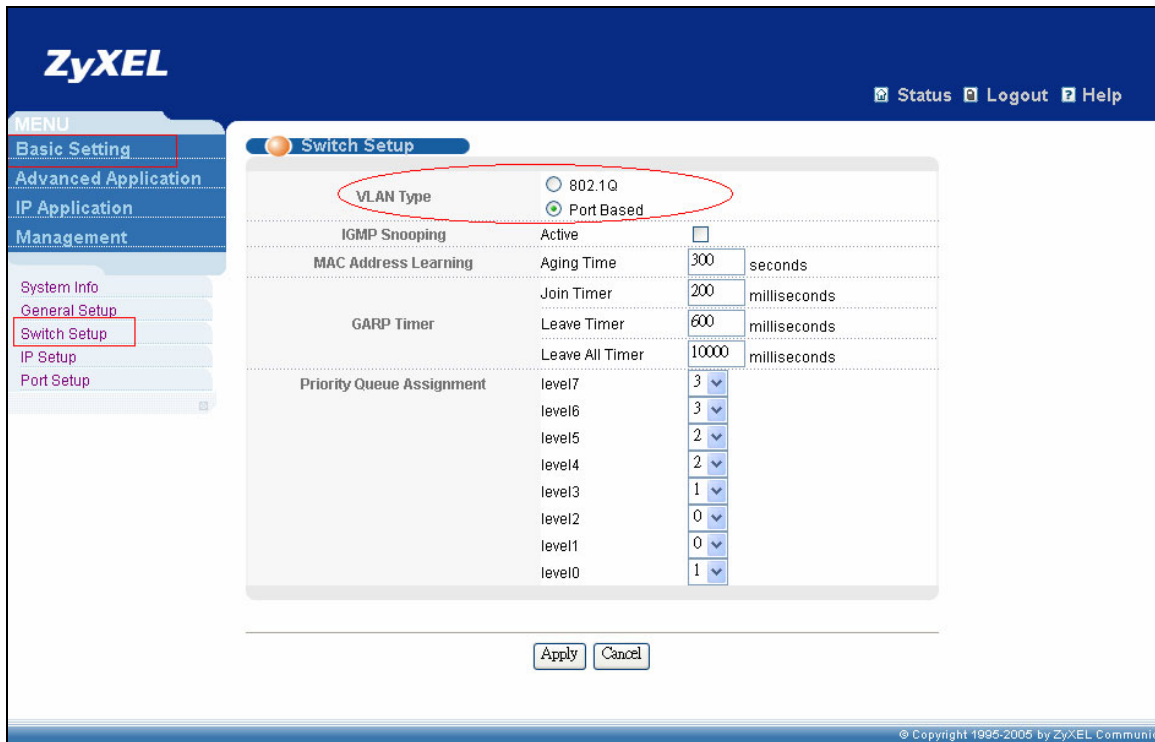 ZyXEL
Status Logout Help
MENU
Basic Setting
Advanced Application
IP Application
Management
System Info
General Setup
Switch Setup
IP Setup
Port Setup
Switch Setup
VLAN Type 802.1Q
Port Based
IGMP Snooping Active
MAC Address Learning Aging Time 300 seconds
GARP Timer Join Timer 200 milliseconds
Leave Timer 600 milliseconds
Leave All Timer 10000 milliseconds
Priority Queue Assignment level7 3
level6 3
level5 2
level4 2
level3 1
level2 0
level1 0
level0 1
Apply Cancel
© Copyright 1995-2005 by ZyXEL Communic